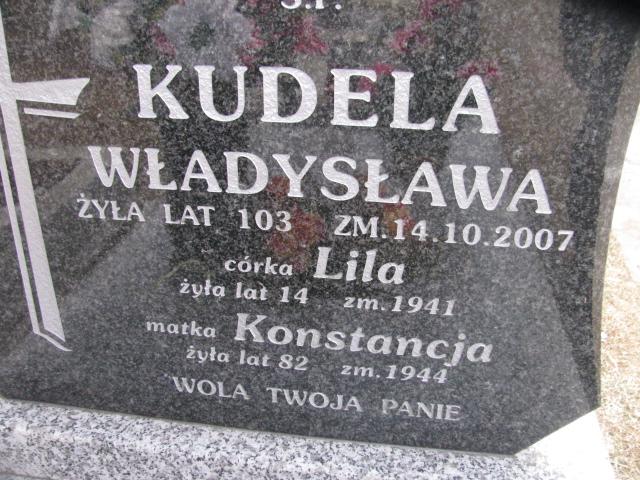 Ś.P.
KUDELA
WŁADYSŁAWA
ŻYŁA LAT 103 ZM.14.10.2007
córka Lila
żyła lat 14 zm.1941
matka Konstancja
żyła lat 82 zm.1944
WOLA TWOJA PANIE